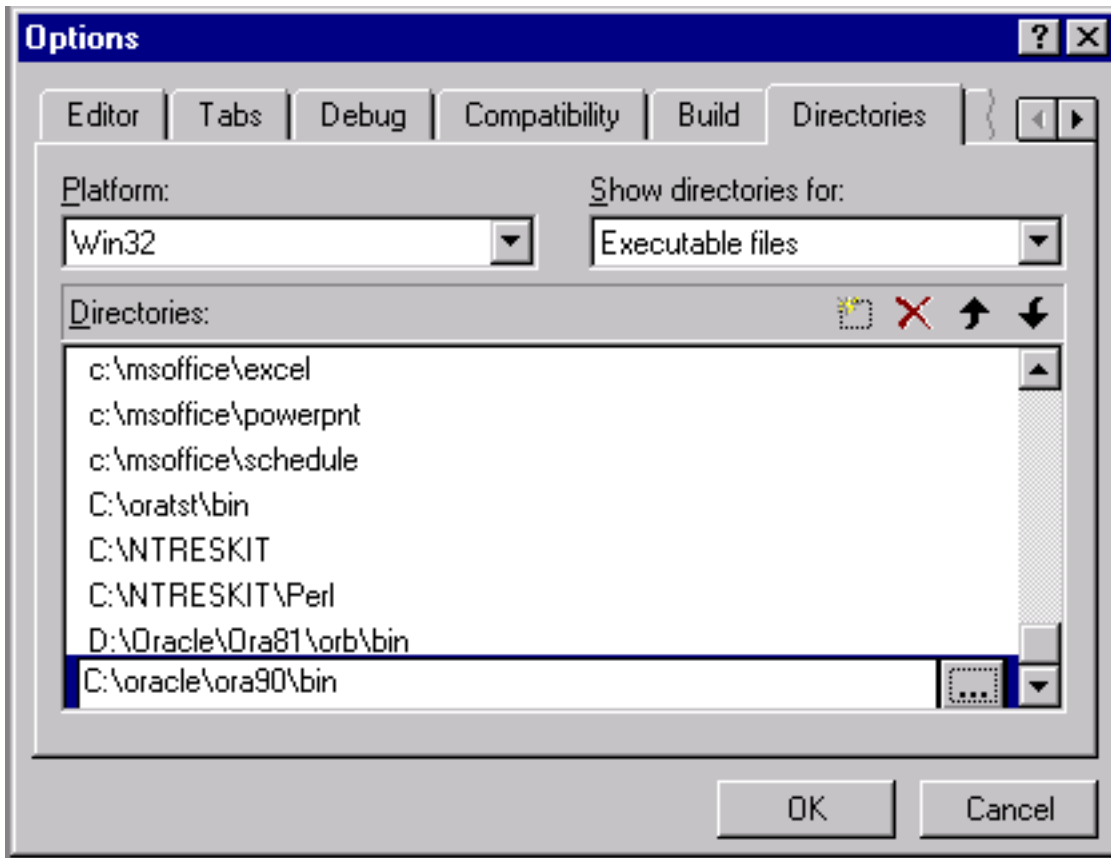 Options
Editor Tabs Debug Compatibility Build Directories
Platform: Show directories for:
Win32 Executable files
Directories:
c:\msoffice\excel
c:\msoffice\powerpnt
c:\msoffice\schedule
C:\oratst\bin
C:\NTRESKIT
C:\NTRESKIT\Perl
D:\Oracle\Ora81\orb\bin
C:\oracle\ora90\bin ...
OK Cancel